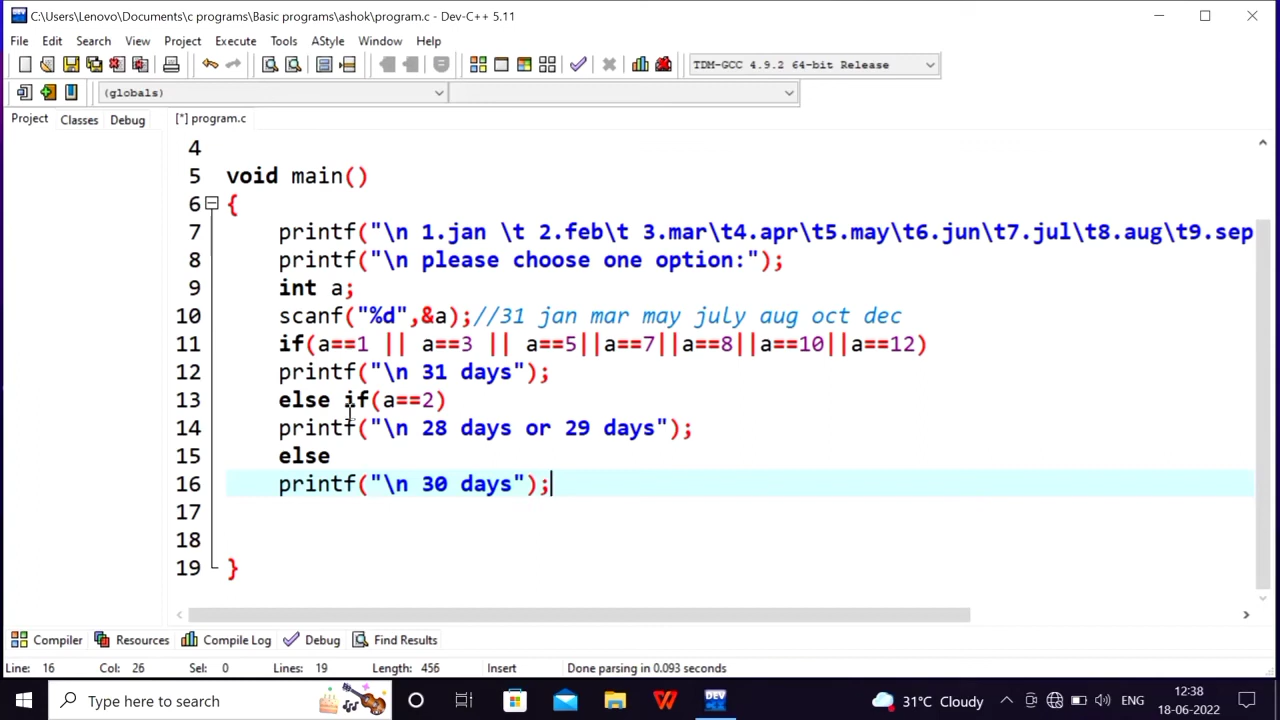 C:\Users\Lenovo\Documents\c programs\Basic programs\ashok\program.c - Dev-C++ 5.11
File Edit Search View Project Execute Tools AStyle Window Help
TDM-GCC 4.9.2 64-bit Release
(globals)
Project Classes Debug [*] program.c
4
5 void main()
6 {
7 printf("\n 1.jan \t 2.feb\t 3.mar\t4.apr\t5.may\t6.jun\t7.jul\t8.aug\t9.sep
8 printf("\n please choose one option:");
9 int a;
10 scanf("%d",&a);//31 jan mar may july aug oct dec
11 if(a==1 || a==3 || a==5||a==7||a==8||a==10||a==12)
12 printf("\n 31 days");
13 else if(a==2)
14 printf("\n 28 days or 29 days");
15 else
16 printf("\n 30 days");
17
18
19 }
Compiler Resources Compile Log Debug Find Results
Line: 16 Col: 26 Sel: 0 Lines: 19 Length: 456 Insert Done parsing in 0.093 seconds
Type here to search 31°C Cloudy ENG 12:38
18-06-2022